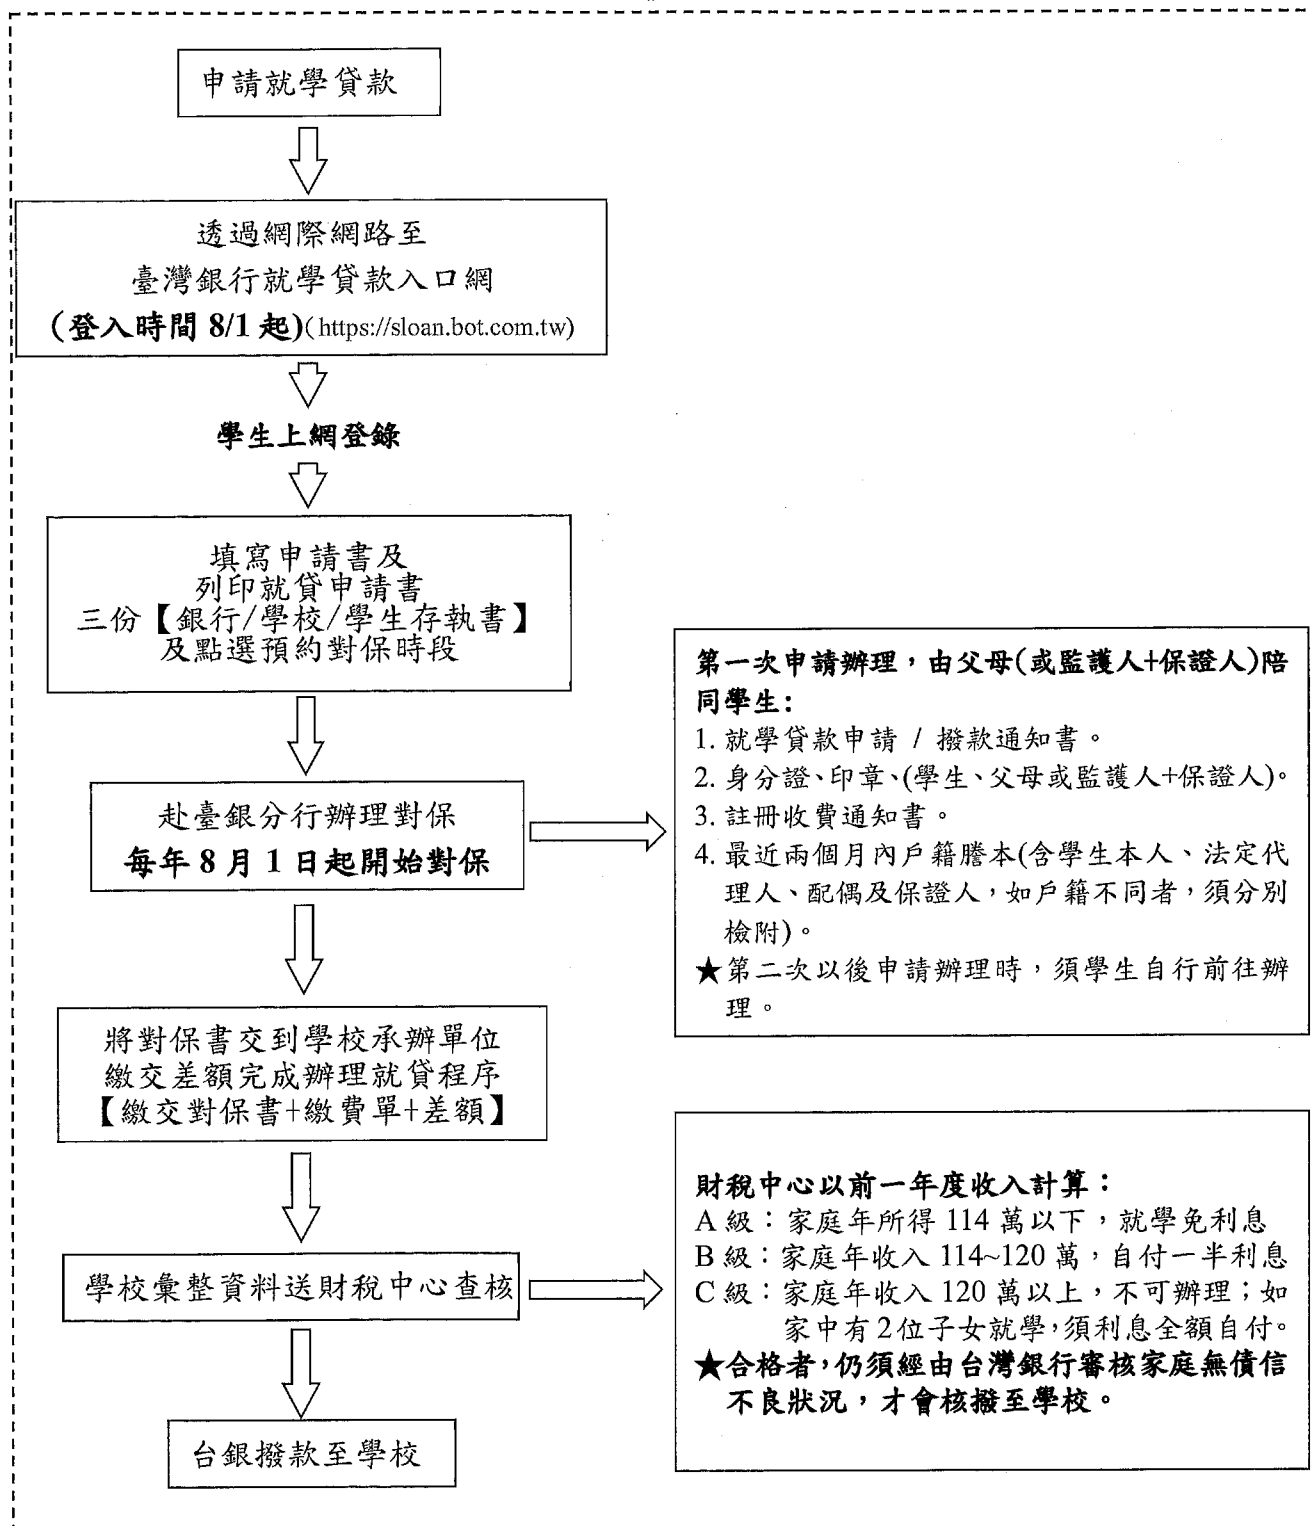 申請就學貸款
透過網際網路至
臺灣銀行就學貸款入口網
(登入時間 8/1 起)(https://sloan.bot.com.tw)
學生上網登錄
填寫申請書及
列印就貸申請書
三份【銀行/學校/學生存執書】
及點選預約對保時段
赴臺銀分行辦理對保
每年 8 月 1 日起開始對保
第一次申請辦理，由父母(或監護人+保證人)陪
同學生:
1. 就學貸款申請 / 撥款通知書。
2. 身分證、印章、(學生、父母或監護人+保證人)。
3. 註冊收費通知書。
4. 最近兩個月內戶籍謄本(含學生本人、法定代
理人、配偶及保證人，如戶籍不同者，須分別
檢附)。
★第二次以後申請辦理時，須學生自行前往辦
理。
將對保書交到學校承辦單位
繳交差額完成辦理就貸程序
【繳交對保書+繳費單+差額】
學校彙整資料送財稅中心查核
財稅中心以前一年度收入計算：
A 級：家庭年所得 114 萬以下，就學免利息
B 級：家庭年收入 114~120 萬，自付一半利息
C 級：家庭年收入 120 萬以上，不可辦理；如
家中有 2 位子女就學，須利息全額自付。
★合格者，仍須經由台灣銀行審核家庭無債信
不良狀況，才會核撥至學校。
台銀撥款至學校